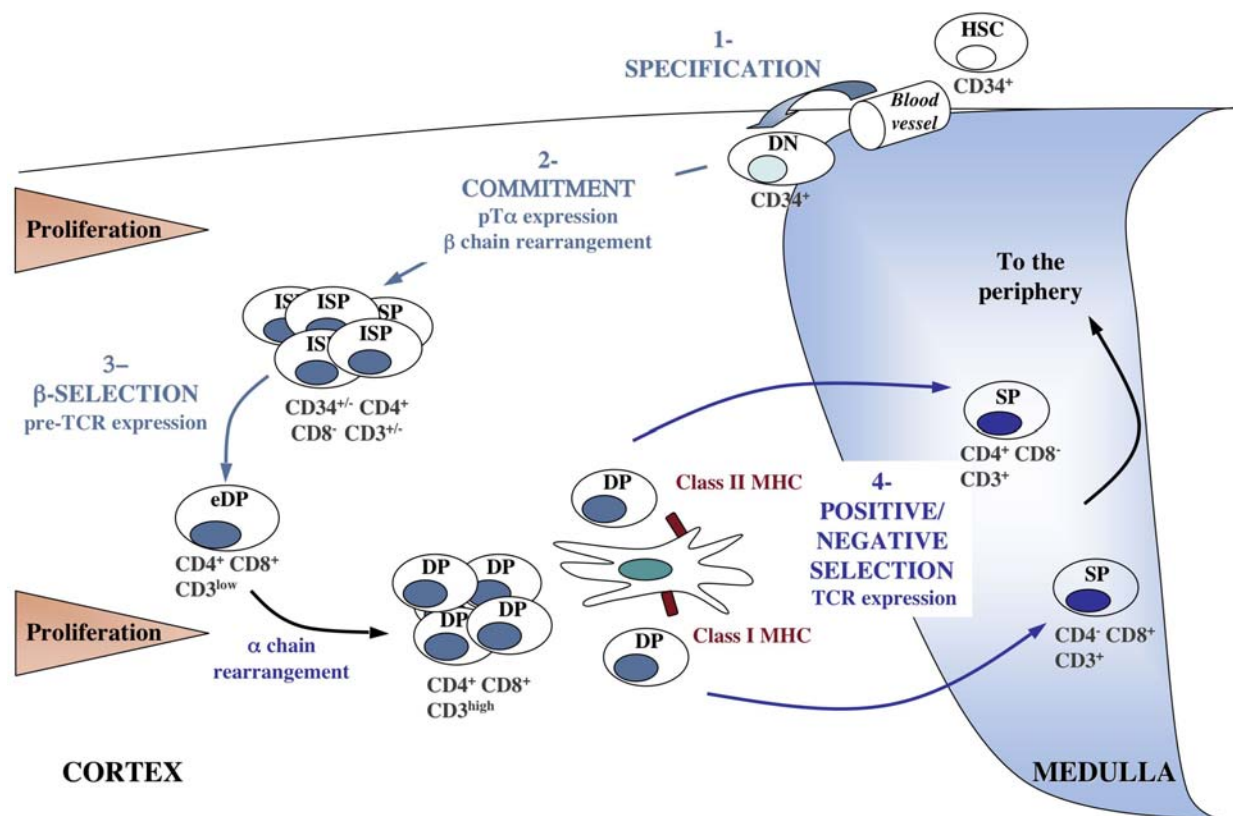 HSC
CD34⁺
1-
SPECIFICATION
Blood
vessel
DN
CD34⁺
2-
COMMITMENT
pTα expression
β chain rearrangement
Proliferation
To the
periphery
ISP
ISP
SP
ISP
ISP
CD34⁺/⁻ CD4⁺
CD8⁻ CD3⁺/⁻
3–
β-SELECTION
pre-TCR expression
SP
CD4⁺ CD8⁻
CD3⁺
eDP
CD4⁺ CD8⁺
CD3ˡᵒʷ
DP
Class II MHC
4-
POSITIVE/
NEGATIVE
SELECTION
TCR expression
DP
DP
DP
DP
CD4⁺ CD8⁺
CD3ʰⁱᵍʰ
Class I MHC
DP
SP
CD4⁻ CD8⁺
CD3⁺
Proliferation
α chain
rearrangement
CORTEX
MEDULLA